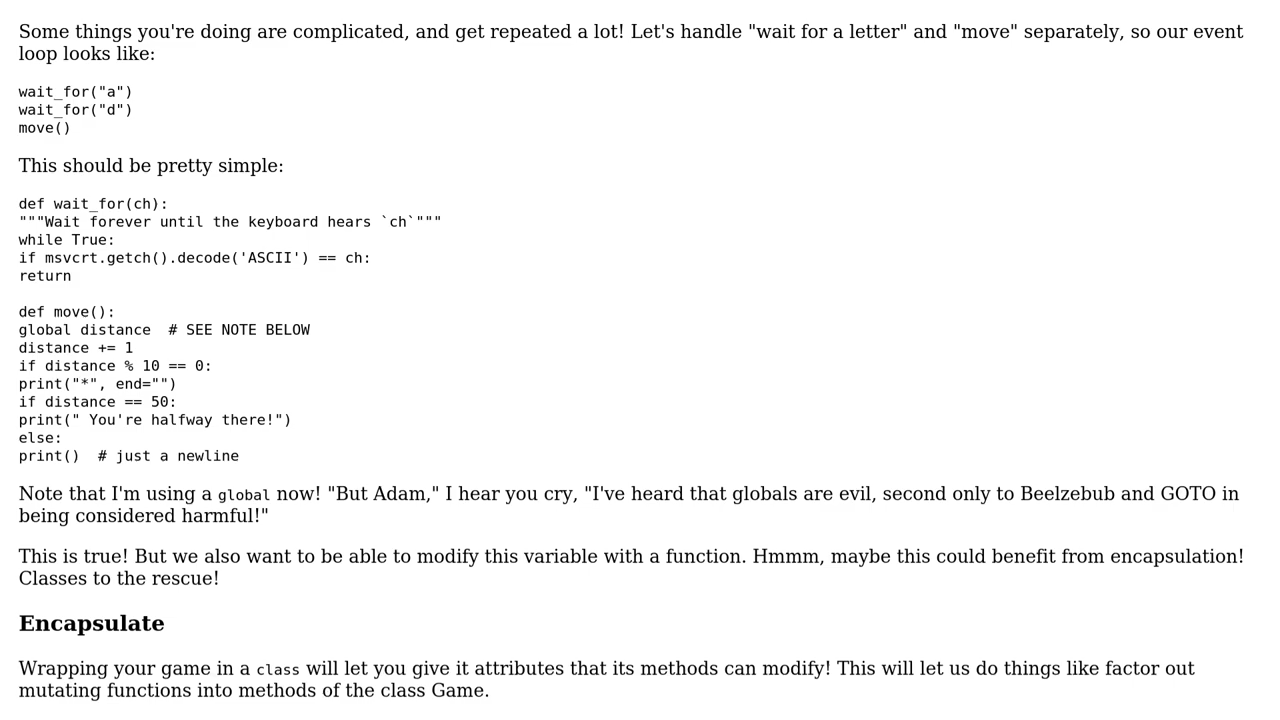 Some things you're doing are complicated, and get repeated a lot! Let's handle "wait for a letter" and "move" separately, so our event
loop looks like:
wait_for("a")
wait_for("d")
move()
This should be pretty simple:
def wait_for(ch):
"""Wait forever until the keyboard hears `ch`"""
while True:
if msvcrt.getch().decode('ASCII') == ch:
return
def move():
global distance  # SEE NOTE BELOW
distance += 1
if distance % 10 == 0:
print("*", end="")
if distance == 50:
print(" You're halfway there!")
else:
print()  # just a newline
Note that I'm using a global now! "But Adam," I hear you cry, "I've heard that globals are evil, second only to Beelzebub and GOTO in
being considered harmful!"
This is true! But we also want to be able to modify this variable with a function. Hmmm, maybe this could benefit from encapsulation!
Classes to the rescue!
Encapsulate
Wrapping your game in a class will let you give it attributes that its methods can modify! This will let us do things like factor out
mutating functions into methods of the class Game.